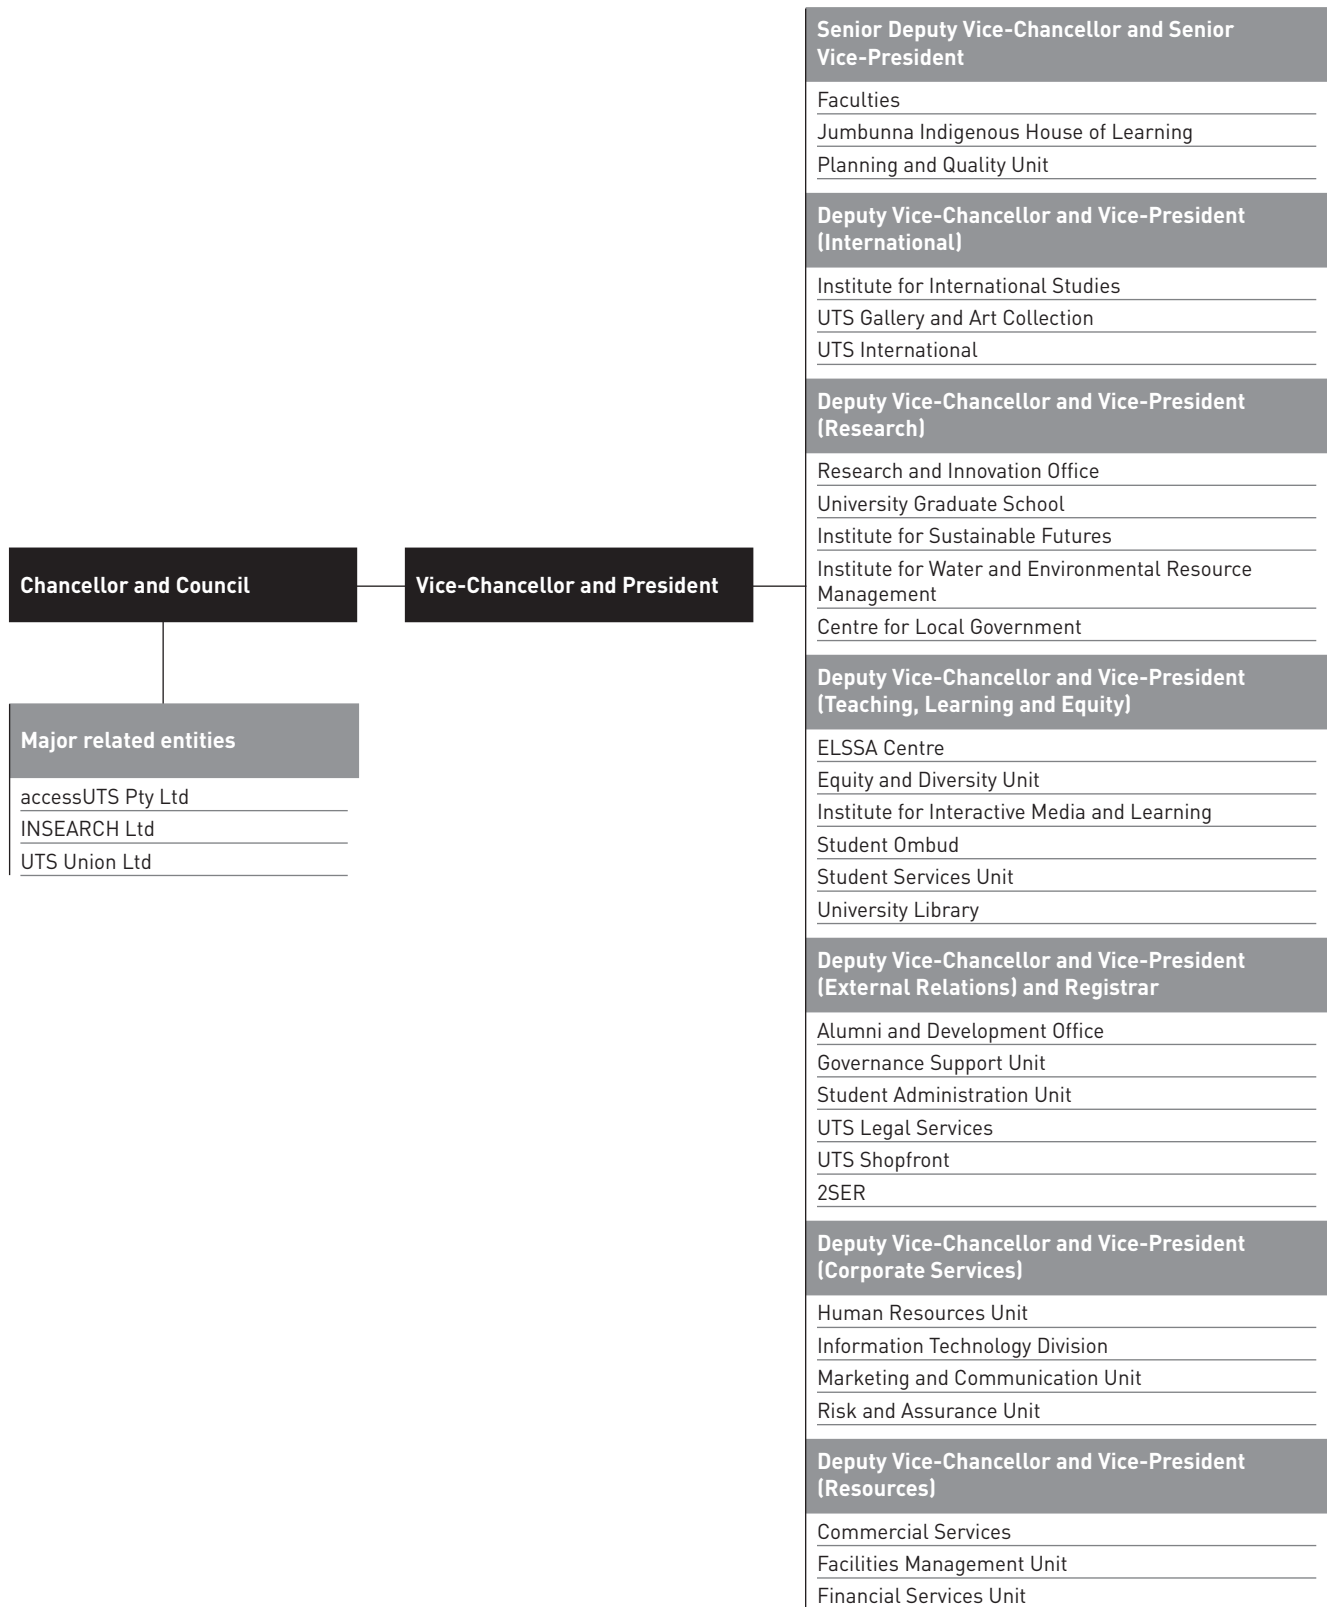 Chancellor and Council
Major related entities
accessUTS Pty Ltd
INSEARCH Ltd
UTS Union Ltd
Vice-Chancellor and President
Senior Deputy Vice-Chancellor and Senior
Vice-President
Faculties
Jumbunna Indigenous House of Learning
Planning and Quality Unit
Deputy Vice-Chancellor and Vice-President
(International)
Institute for International Studies
UTS Gallery and Art Collection
UTS International
Deputy Vice-Chancellor and Vice-President
(Research)
Research and Innovation Office
University Graduate School
Institute for Sustainable Futures
Institute for Water and Environmental Resource
Management
Centre for Local Government
Deputy Vice-Chancellor and Vice-President
(Teaching, Learning and Equity)
ELSSA Centre
Equity and Diversity Unit
Institute for Interactive Media and Learning
Student Ombud
Student Services Unit
University Library
Deputy Vice-Chancellor and Vice-President
(External Relations) and Registrar
Alumni and Development Office
Governance Support Unit
Student Administration Unit
UTS Legal Services
UTS Shopfront
2SER
Deputy Vice-Chancellor and Vice-President
(Corporate Services)
Human Resources Unit
Information Technology Division
Marketing and Communication Unit
Risk and Assurance Unit
Deputy Vice-Chancellor and Vice-President
(Resources)
Commercial Services
Facilities Management Unit
Financial Services Unit